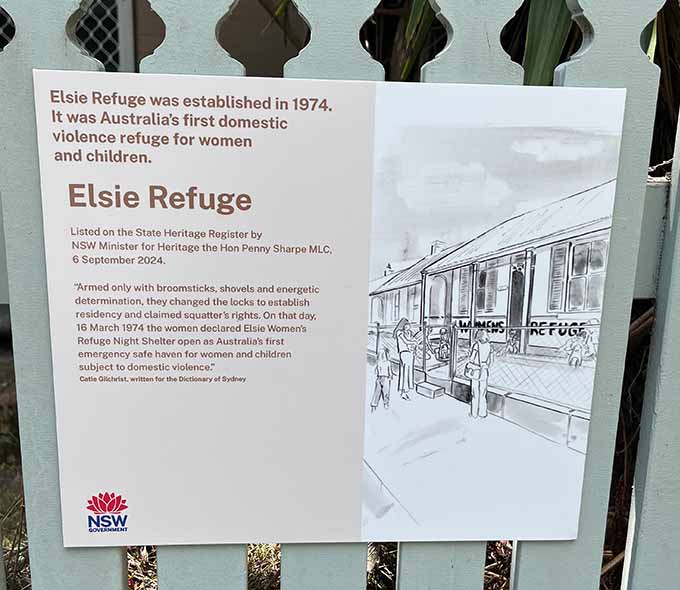 Elsie Refuge was established in 1974.
It was Australia's first domestic
violence refuge for women
and children.
Elsie Refuge
Listed on the State Heritage Register by
NSW Minister for Heritage the Hon Penny Sharpe MLC,
6 September 2024.
"Armed only with broomsticks, shovels and energetic
determination, they changed the locks to establish
residency and claimed squatter's rights. On that day,
16 March 1974 the women declared Elsie Women's
Refuge Night Shelter open as Australia's first
emergency safe haven for women and children
subject to domestic violence."
Catie Gilchrist, written for the Dictionary of Sydney
NSW
GOVERNMENT
WOMENS REFUGE